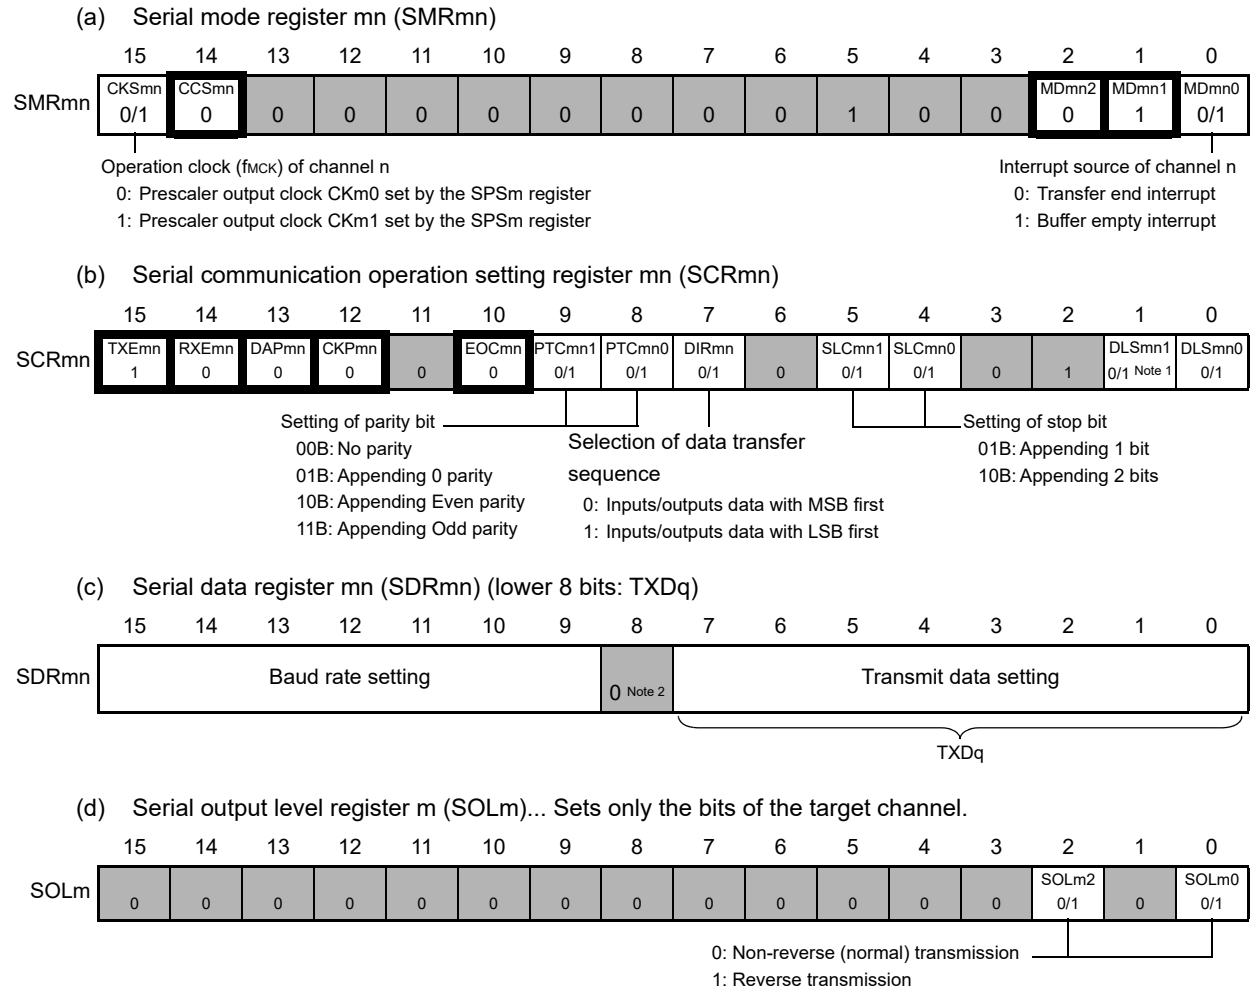 (a) Serial mode register mn (SMRmn)
15 14 13 12 11 10 9 8 7 6 5 4 3 2 1 0
CKSmn CCSmn MDmn2 MDmn1 MDmn0
SMRmn 0/1 0 0 0 0 0 0 0 0 0 1 0 0 0 1 0/1
Operation clock (fMCK) of channel n
0: Prescaler output clock CKm0 set by the SPSm register
1: Prescaler output clock CKm1 set by the SPSm register
Interrupt source of channel n
0: Transfer end interrupt
1: Buffer empty interrupt
(b) Serial communication operation setting register mn (SCRmn)
15 14 13 12 11 10 9 8 7 6 5 4 3 2 1 0
TXEmn RXEmn DAPmn CKPmn EOCmn PTCmn1 PTCmn0 DIRmn SLCmn1 SLCmn0 DLSmn1 DLSmn0
SCRmn 1 0 0 0 0 0 0/1 0/1 0/1 0 0/1 0/1 0 1 0/1 Note 1 0/1
Setting of parity bit
00B: No parity
01B: Appending 0 parity
10B: Appending Even parity
11B: Appending Odd parity
Selection of data transfer
sequence
0: Inputs/outputs data with MSB first
1: Inputs/outputs data with LSB first
Setting of stop bit
01B: Appending 1 bit
10B: Appending 2 bits
(c) Serial data register mn (SDRmn) (lower 8 bits: TXDq)
15 14 13 12 11 10 9 8 7 6 5 4 3 2 1 0
SDRmn Baud rate setting 0 Note 2 Transmit data setting
TXDq
(d) Serial output level register m (SOLm)... Sets only the bits of the target channel.
15 14 13 12 11 10 9 8 7 6 5 4 3 2 1 0
SOLm2 SOLm0
SOLm 0 0 0 0 0 0 0 0 0 0 0 0 0 0/1 0 0/1
0: Non-reverse (normal) transmission
1: Reverse transmission